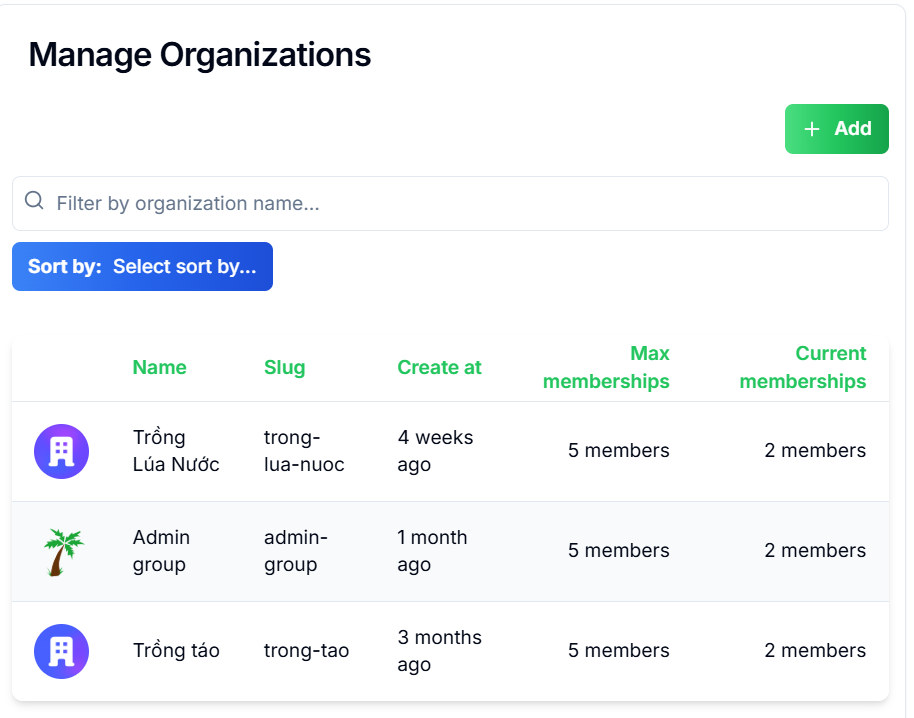 Manage Organizations
+ Add
Filter by organization name...
Sort by: Select sort by...
Name Slug Create at Max memberships Current memberships
Trồng Lúa Nước trong-lua-nuoc 4 weeks ago 5 members 2 members
Admin group admin-group 1 month ago 5 members 2 members
Trồng táo trong-tao 3 months ago 5 members 2 members